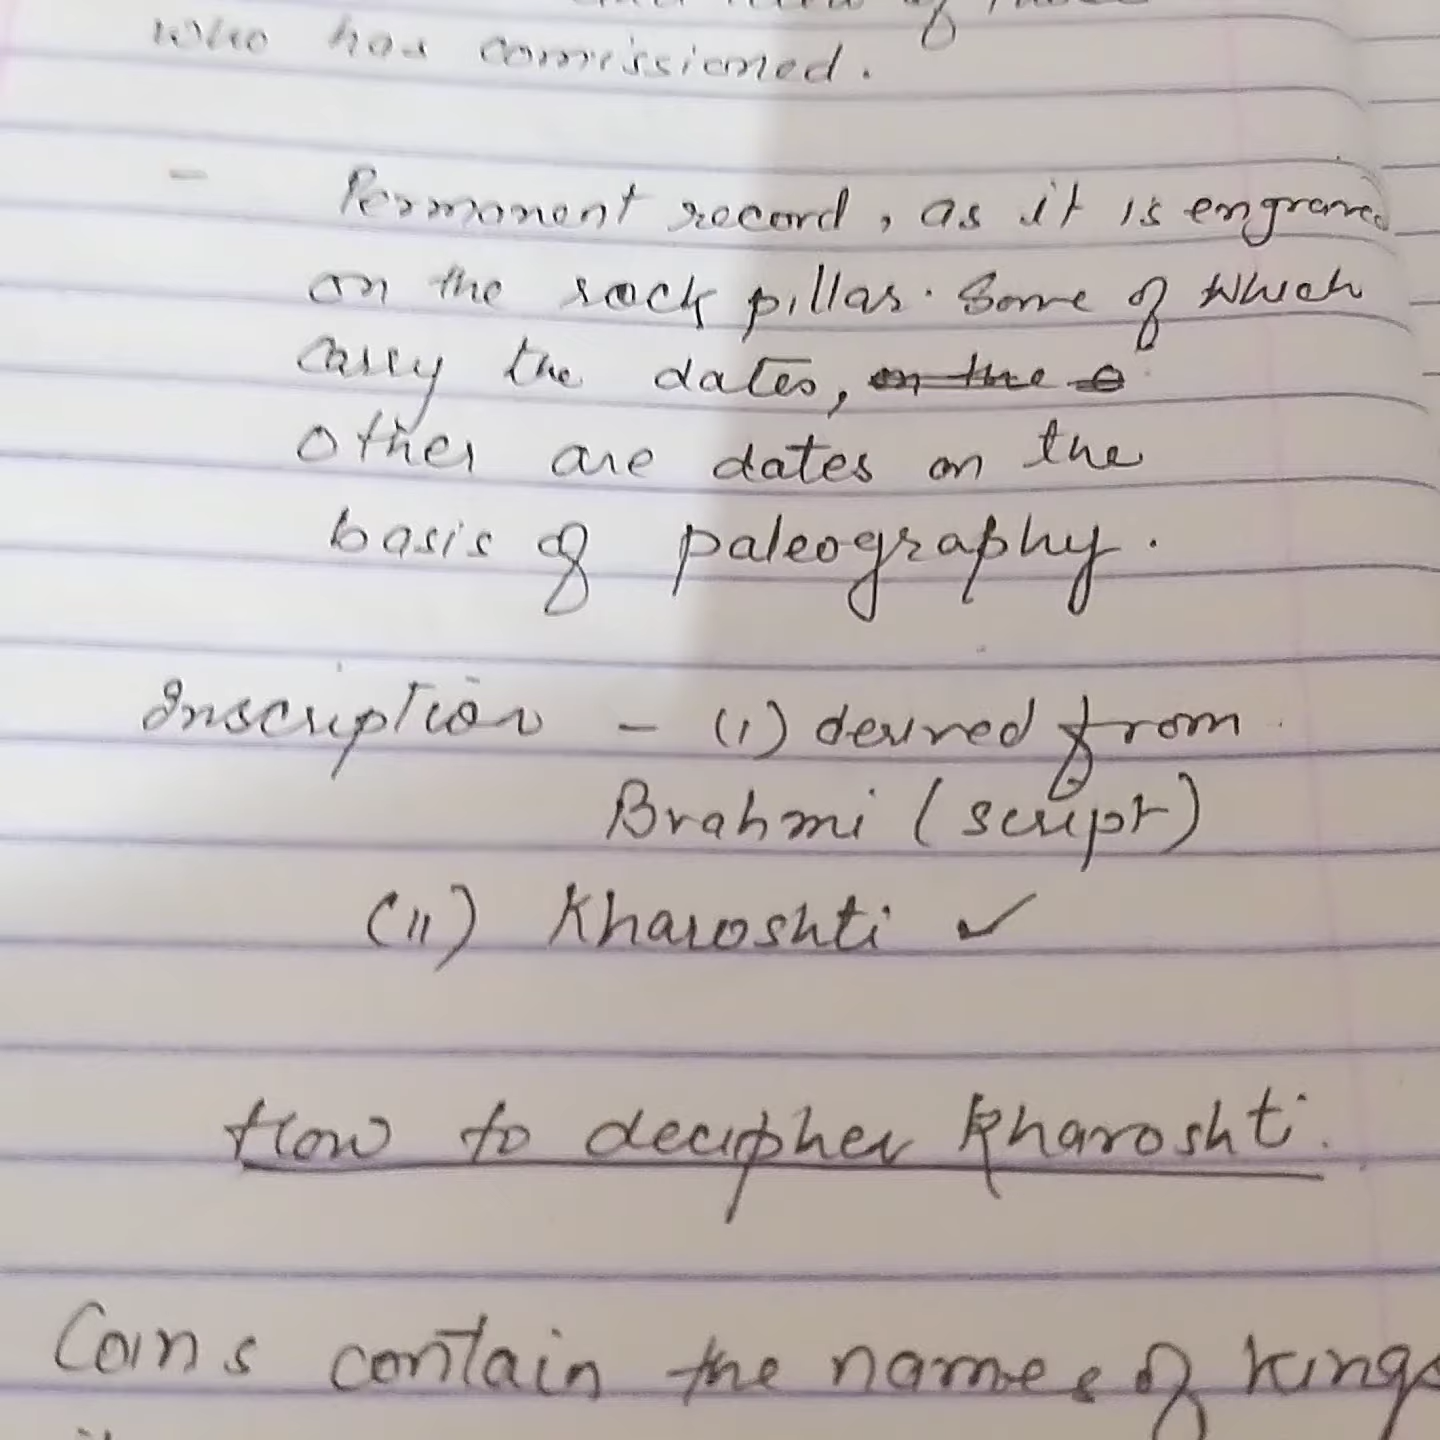 who has comissioned.
- Permanent record, as it is engraved
on the rock pillar. Some of which
carry the dates, on the
other are dates on the
basis of paleography.
Inscription - (i) derived from
Brahmi (script)
(ii) Kharoshti ✓
How to decipher Kharoshti.
Coins contain the names of kings